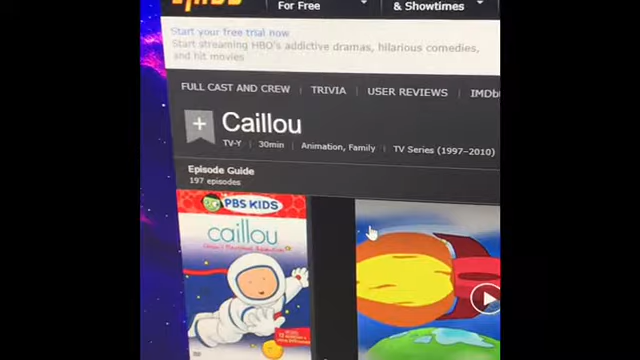 For Free
& Showtimes
Start your free trial now
Start streaming HBO's addictive dramas, hilarious comedies,
and hit movies
FULL CAST AND CREW | TRIVIA | USER REVIEWS | IMDb
+ Caillou
TV-Y | 30min | Animation, Family | TV Series (1997–2010)
Episode Guide
197 episodes
PBS KIDS
caillou